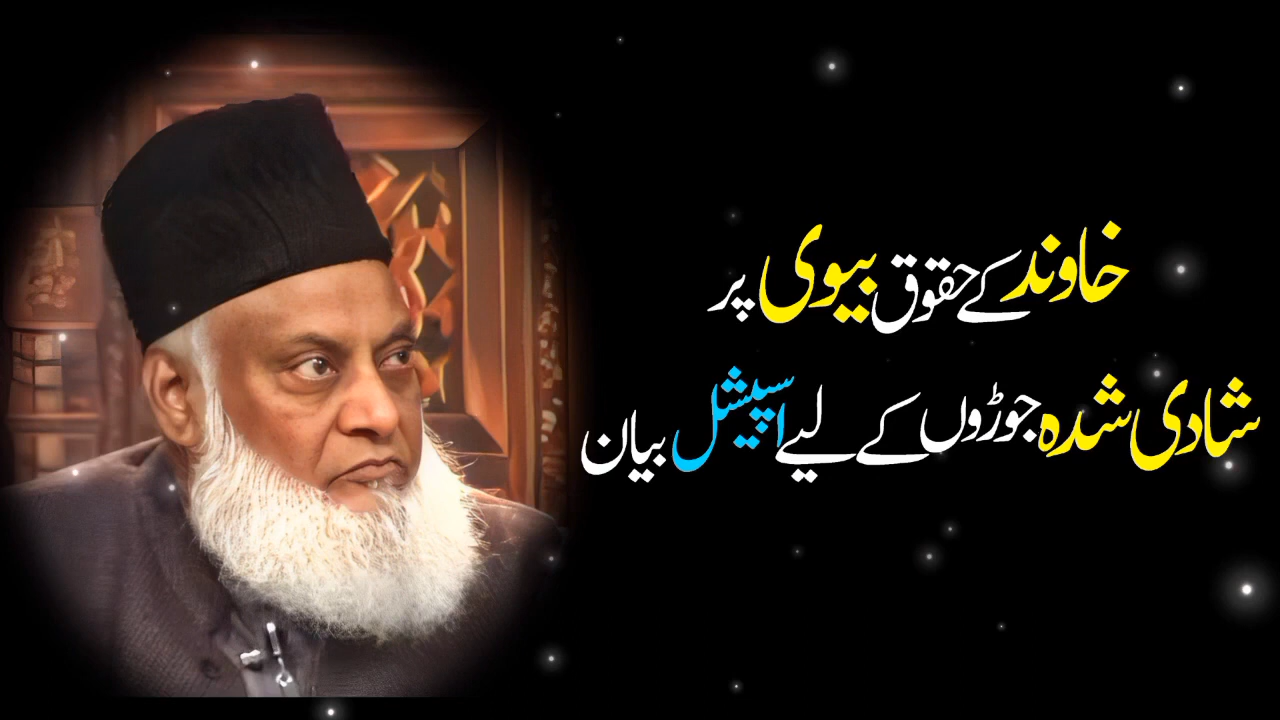 خاوند کے حقوق بیوی پر
شادی شدہ جوڑوں کے لیے اسپیشل بیان